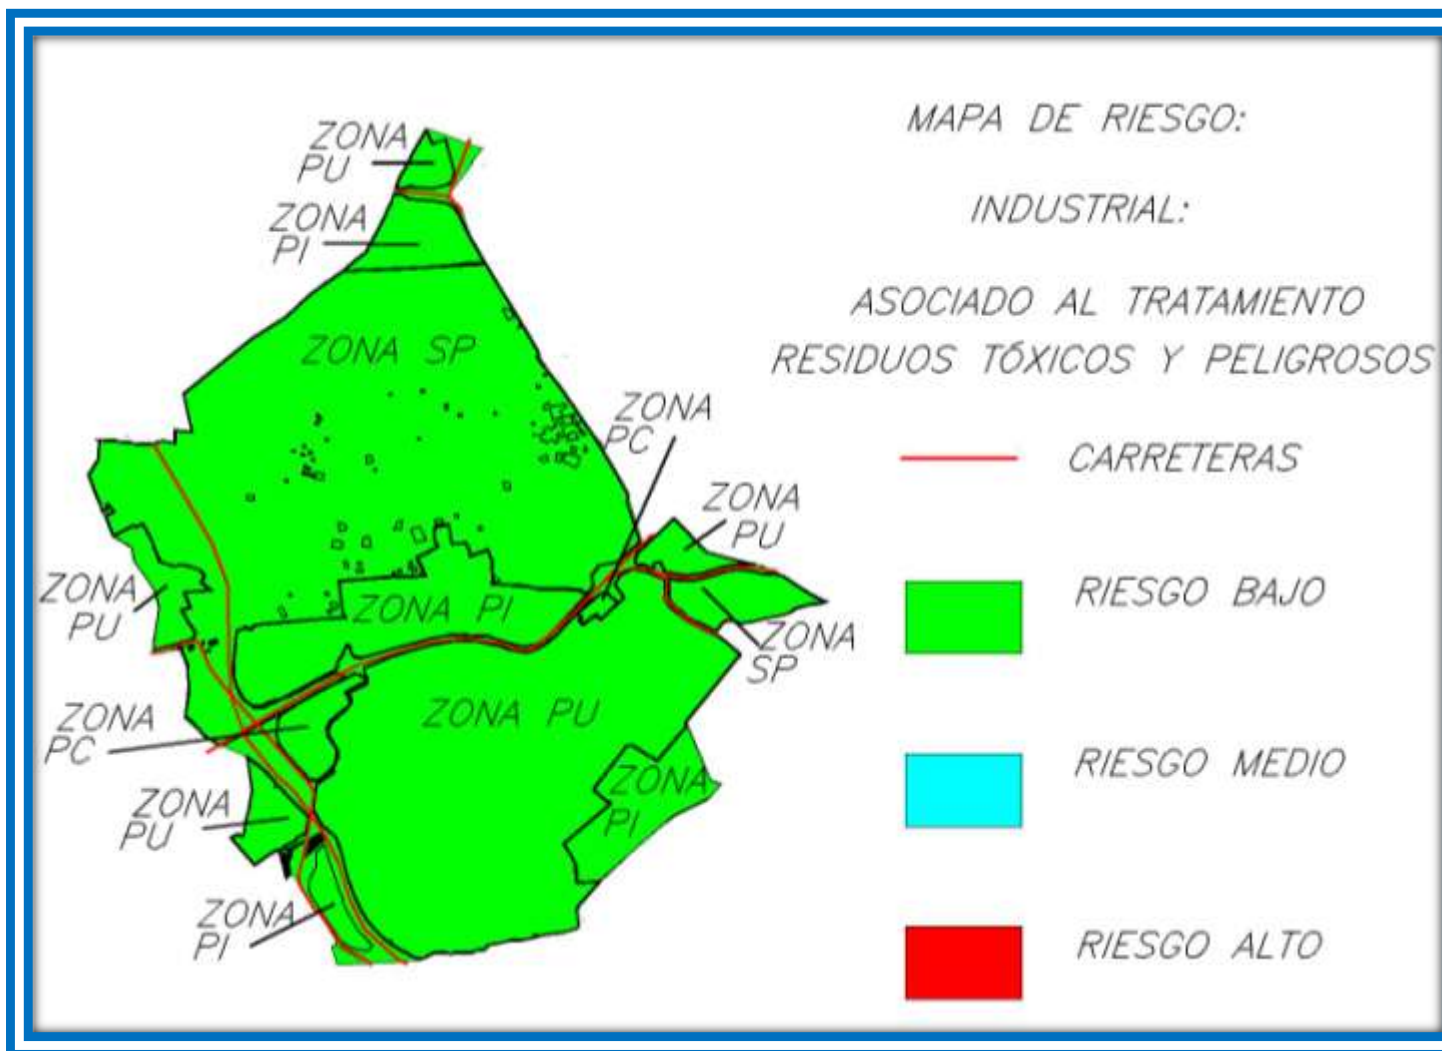 MAPA DE RIESGO:
INDUSTRIAL:
ASOCIADO AL TRATAMIENTO
RESIDUOS TÓXICOS Y PELIGROSOS
CARRETERAS
RIESGO BAJO
RIESGO MEDIO
RIESGO ALTO
ZONA
PU
ZONA
PI
ZONA SP
ZONA
PC
ZONA
PU
ZONA
PU
ZONA PI
ZONA
SP
ZONA
PC
ZONA PU
ZONA
PI
ZONA
PU
ZONA
PI